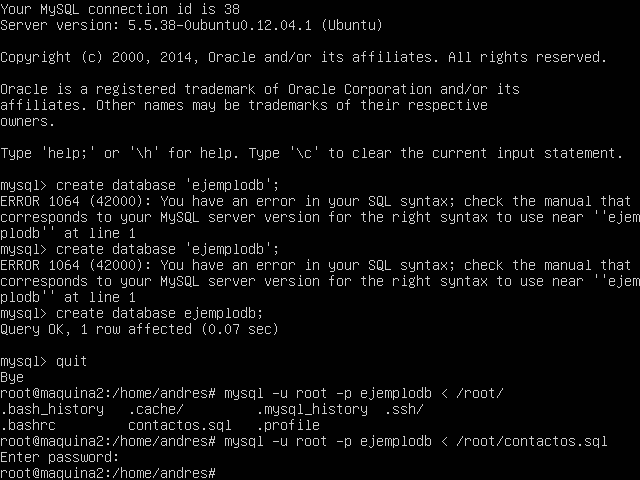 Your MySQL connection id is 38
Server version: 5.5.38-0ubuntu0.12.04.1 (Ubuntu)
Copyright (c) 2000, 2014, Oracle and/or its affiliates. All rights reserved.
Oracle is a registered trademark of Oracle Corporation and/or its
affiliates. Other names may be trademarks of their respective
owners.
Type 'help;' or '\h' for help. Type '\c' to clear the current input statement.
mysql> create database 'ejemplodb';
ERROR 1064 (42000): You have an error in your SQL syntax; check the manual that
corresponds to your MySQL server version for the right syntax to use near ''ejem
plodb'' at line 1
mysql> create database 'ejemplodb';
ERROR 1064 (42000): You have an error in your SQL syntax; check the manual that
corresponds to your MySQL server version for the right syntax to use near ''ejem
plodb'' at line 1
mysql> create database ejemplodb;
Query OK, 1 row affected (0.07 sec)
mysql> quit
Bye
root@maquina2:/home/andres# mysql -u root -p ejemplodb < /root/
.bash_history   .cache/         .mysql_history  .ssh/
.bashrc         contactos.sql   .profile
root@maquina2:/home/andres# mysql -u root -p ejemplodb < /root/contactos.sql
Enter password:
root@maquina2:/home/andres#